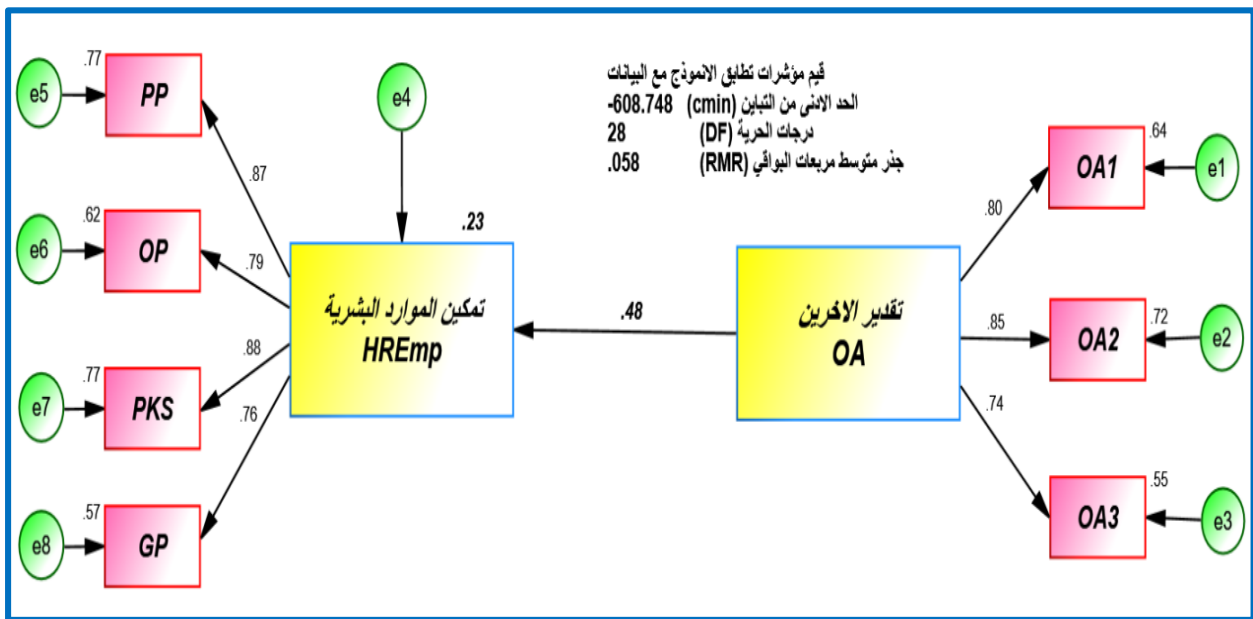 قيم مؤشرات تطابق الانموذج مع البيانات
الحد الادنى من التباين (cmin) 608.748-
درجات الحرية (DF) 28
جذر متوسط مربعات البواقي (RMR) .058
e5
.77
PP
.87
e6
.62
OP
.79
e7
.77
PKS
.88
e8
.57
GP
.76
e4
.23
تمكين الموارد البشرية
HREmp
.48
تقدير الاخرين
OA
.80
.64
OA1
e1
.85
.72
OA2
e2
.74
.55
OA3
e3